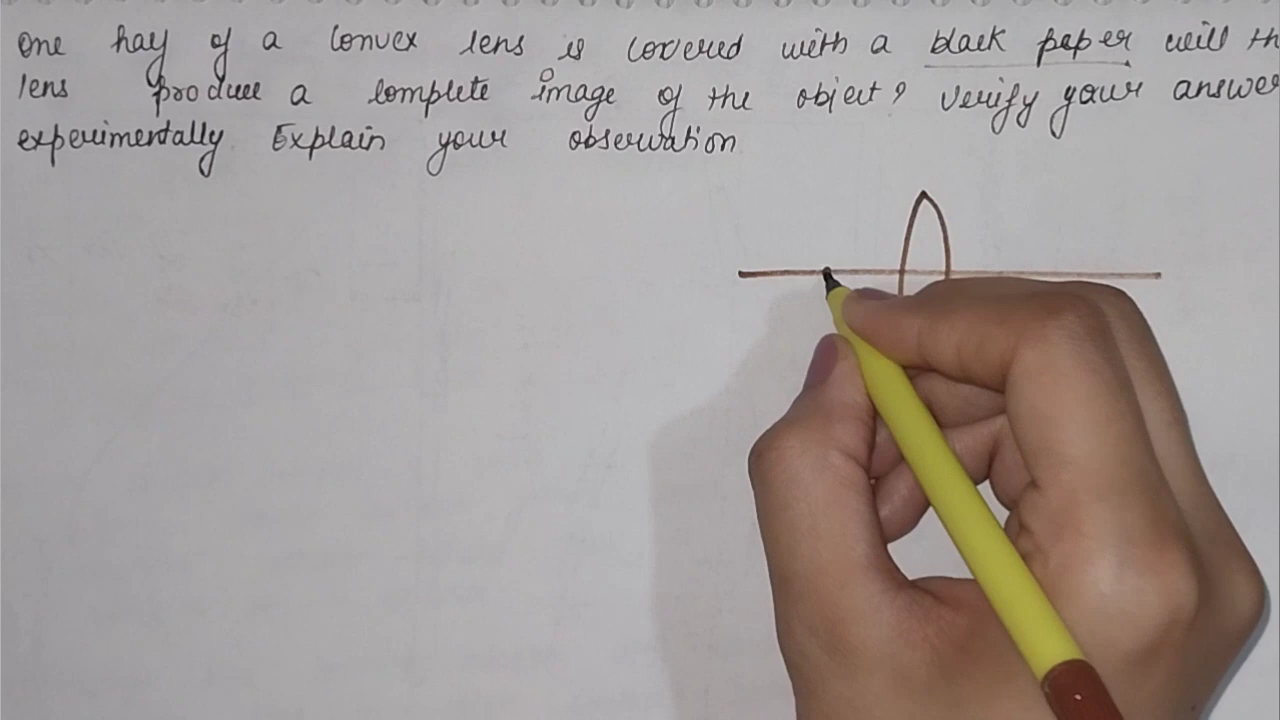 One half of a convex lens is covered with a black paper will th
lens produce a complete image of the object? Verify your answer
experimentally Explain your observation